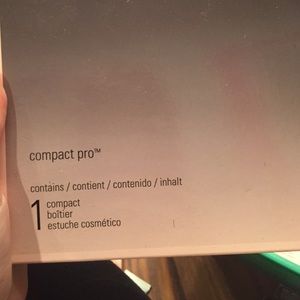 compact pro™
contains / contient / contenido / inhalt
1 compact
boîtier
estuche cosmético